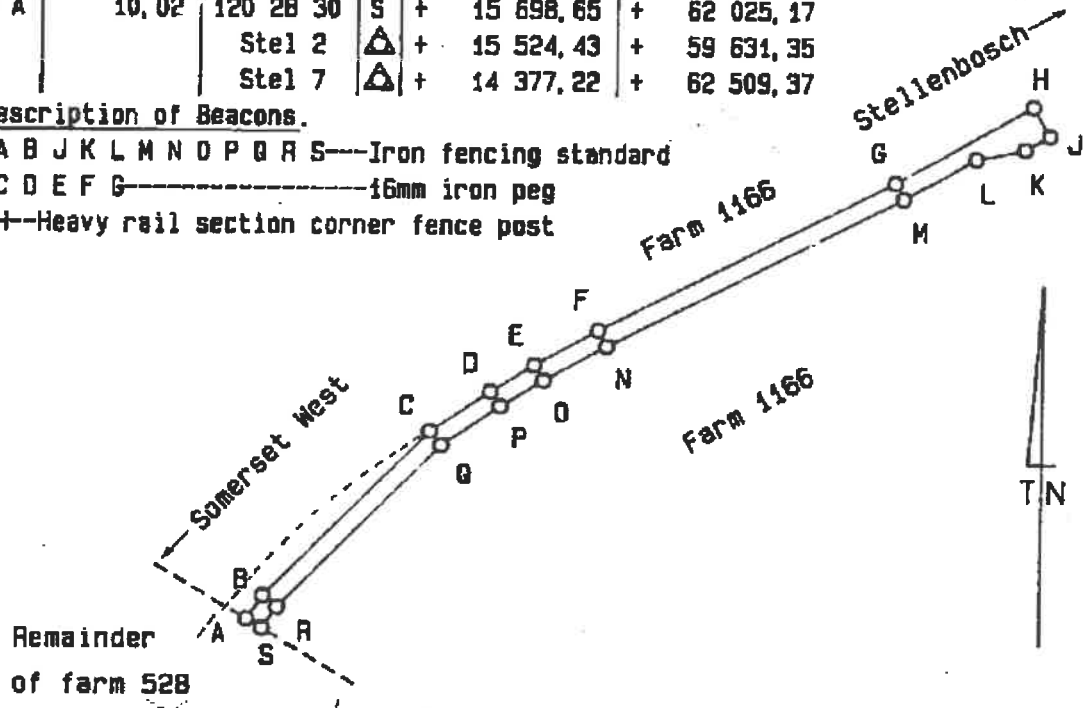 A 10,02 120 28 30 S + 15 698,65 + 62 025,17
Stel 2 + 15 524,43 + 59 631,35
Stel 7 + 14 377,22 + 62 509,37
escription of Beacons.
A B J K L M N O P Q R S---Iron fencing standard
C D E F G-----------------16mm iron peg
H--Heavy rail section corner fence post
Stellenbosch
H
G
J
K
L
M
Farm 1166
F
E
N
D
O
Farm 1166
C
P
Q
Somerset West
T N
B
A
R
S
Remainder
of farm 528